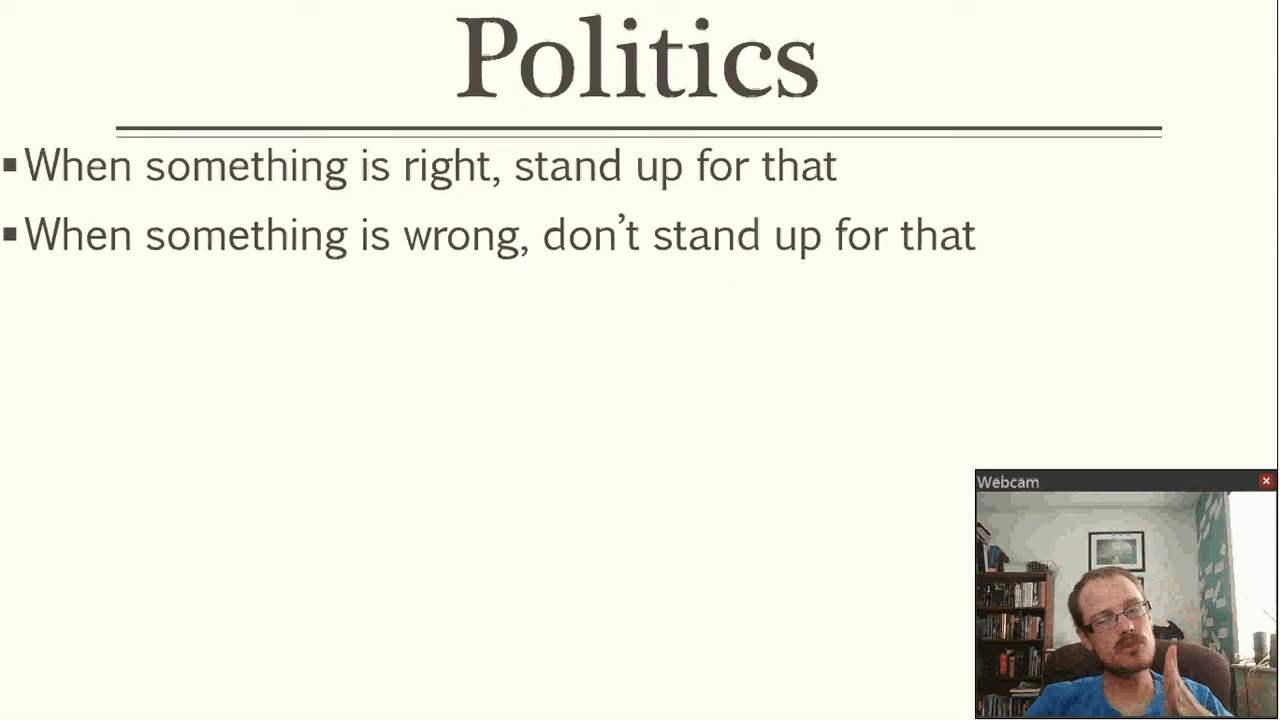 Politics
▪When something is right, stand up for that
▪When something is wrong, don’t stand up for that
Webcam